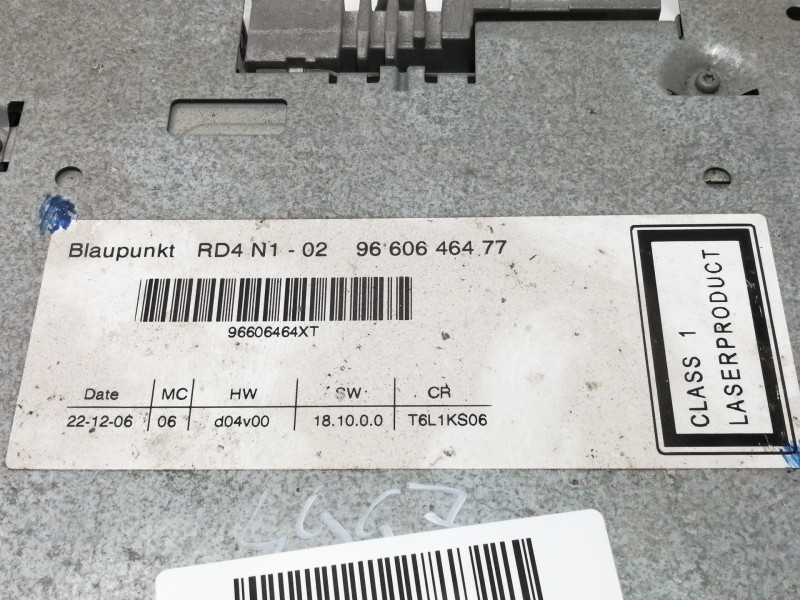 Blaupunkt RD4 N1 - 02 96 606 464 77
96606464XT
Date MC HW SW CR
22-12-06 06 d04v00 18.10.0.0 T6L1KS06
CLASS 1
LASERPRODUCT